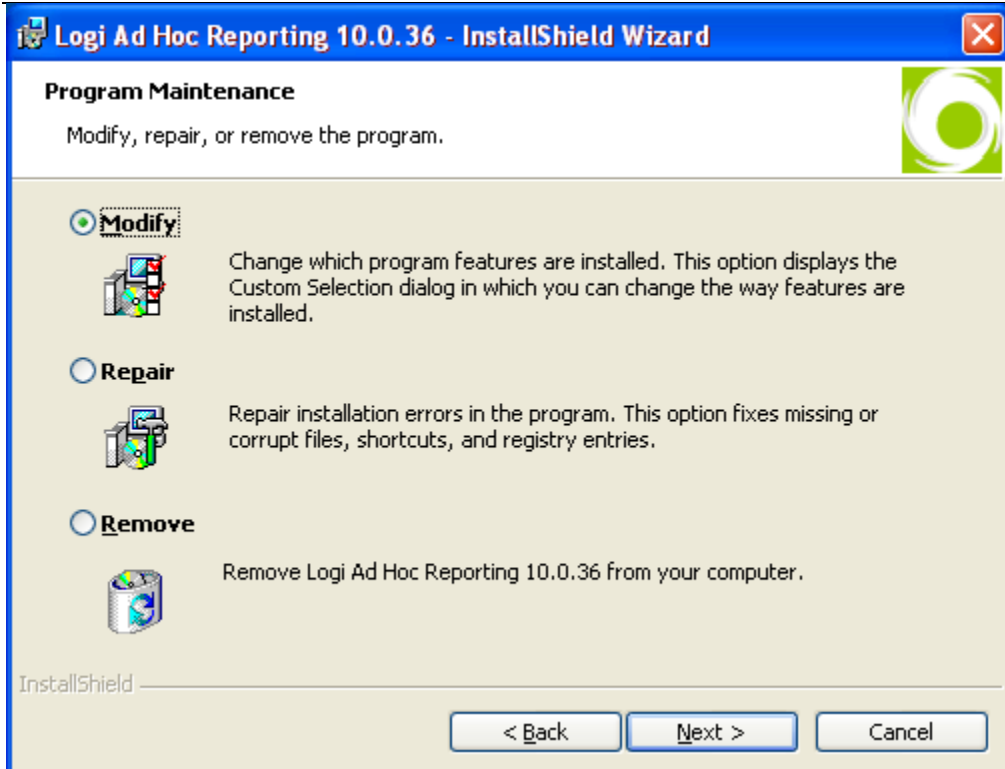 Logi Ad Hoc Reporting 10.0.36 - InstallShield Wizard
Program Maintenance
Modify, repair, or remove the program.
Modify
Change which program features are installed. This option displays the
Custom Selection dialog in which you can change the way features are
installed.
Repair
Repair installation errors in the program. This option fixes missing or
corrupt files, shortcuts, and registry entries.
Remove
Remove Logi Ad Hoc Reporting 10.0.36 from your computer.
InstallShield
< Back Next > Cancel